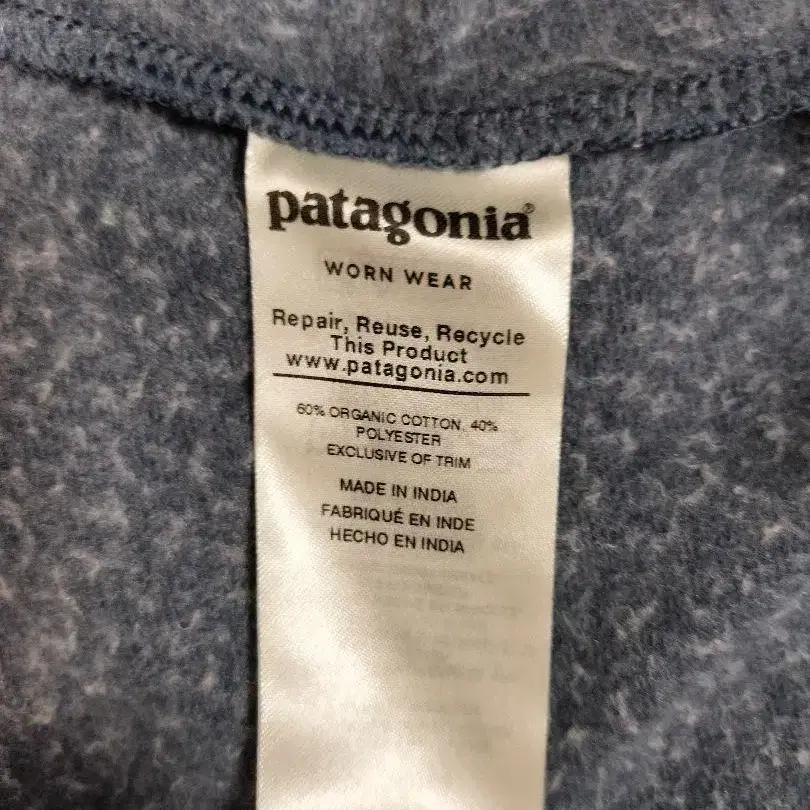 patagonia®
WORN WEAR
Repair, Reuse, Recycle
This Product
www.patagonia.com
60% ORGANIC COTTON, 40%
POLYESTER
EXCLUSIVE OF TRIM
MADE IN INDIA
FABRIQUÉ EN INDE
HECHO EN INDIA